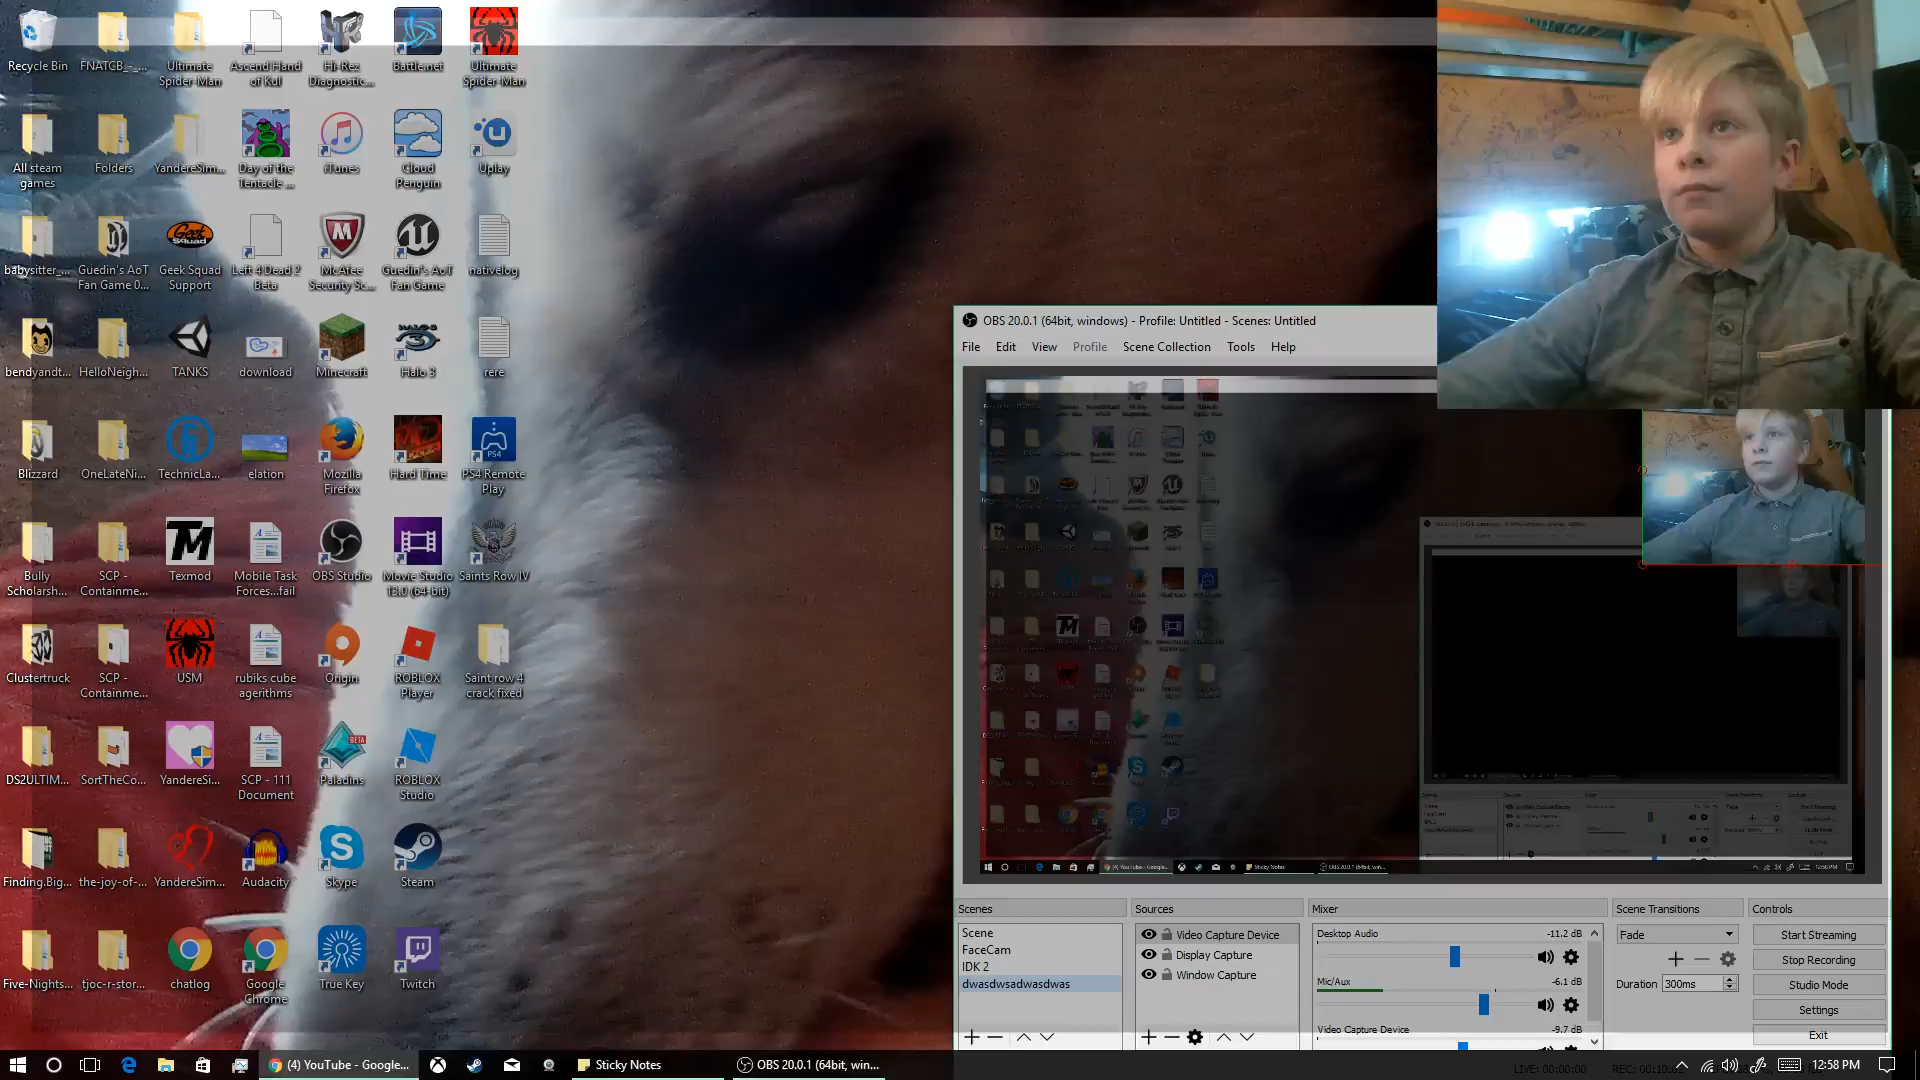 Recycle Bin
FNATCB_-_...
Ultimate Spider-Man
Ascend Hand of Kul
Hi-Rez Diagnostic...
Battle.net
Ultimate Spider-Man
All steam games
Folders
YandereSim...
Day of the Tentacle ...
iTunes
Cloud Penguin
Uplay
babysitter_...
Guedin's AoT Fan Game 0...
Geek Squad Support
Left 4 Dead 2 Beta
McAfee Security Sc...
Guedin's AoT Fan Game
nativelog
bendyandt...
HelloNeigh...
TANKS
download
Minecraft
Halo 3
rere
Blizzard
OneLateNi...
TechnicLa...
elation
Mozilla Firefox
Hard Time
PS4 Remote Play
Bully Scholarsh...
SCP - Containme...
Texmod
Mobile Task Forces...fail
OBS Studio
Movie Studio 13.0 (64-bit)
Saints Row IV
Clustertruck
SCP - Containme...
USM
rubiks cube agerithms
Origin
ROBLOX Player
Saint row 4 crack fixed
DS2ULTIM...
SortTheCo...
YandereSi...
SCP - 111 Document
Paladins
ROBLOX Studio
Finding.Big...
the-joy-of-...
YandereSim...
Audacity
Skype
Steam
Five-Nights...
tjoc-r-stor...
chatlog
Google Chrome
True Key
Twitch
OBS 20.0.1 (64bit, windows) - Profile: Untitled - Scenes: Untitled
File Edit View Profile Scene Collection Tools Help
Scenes
Scene
FaceCam
IDK 2
dwasdwsadwasdwas
Sources
Video Capture Device
Display Capture
Window Capture
Mixer
Desktop Audio -11.2 dB
Mic/Aux -6.1 dB
Video Capture Device -9.7 dB
Scene Transitions
Fade
Duration 300ms
Controls
Start Streaming
Stop Recording
Studio Mode
Settings
Exit
LIVE: 00:00:00
(4) YouTube - Google...
Sticky Notes
OBS 20.0.1 (64bit, win...
12:58 PM